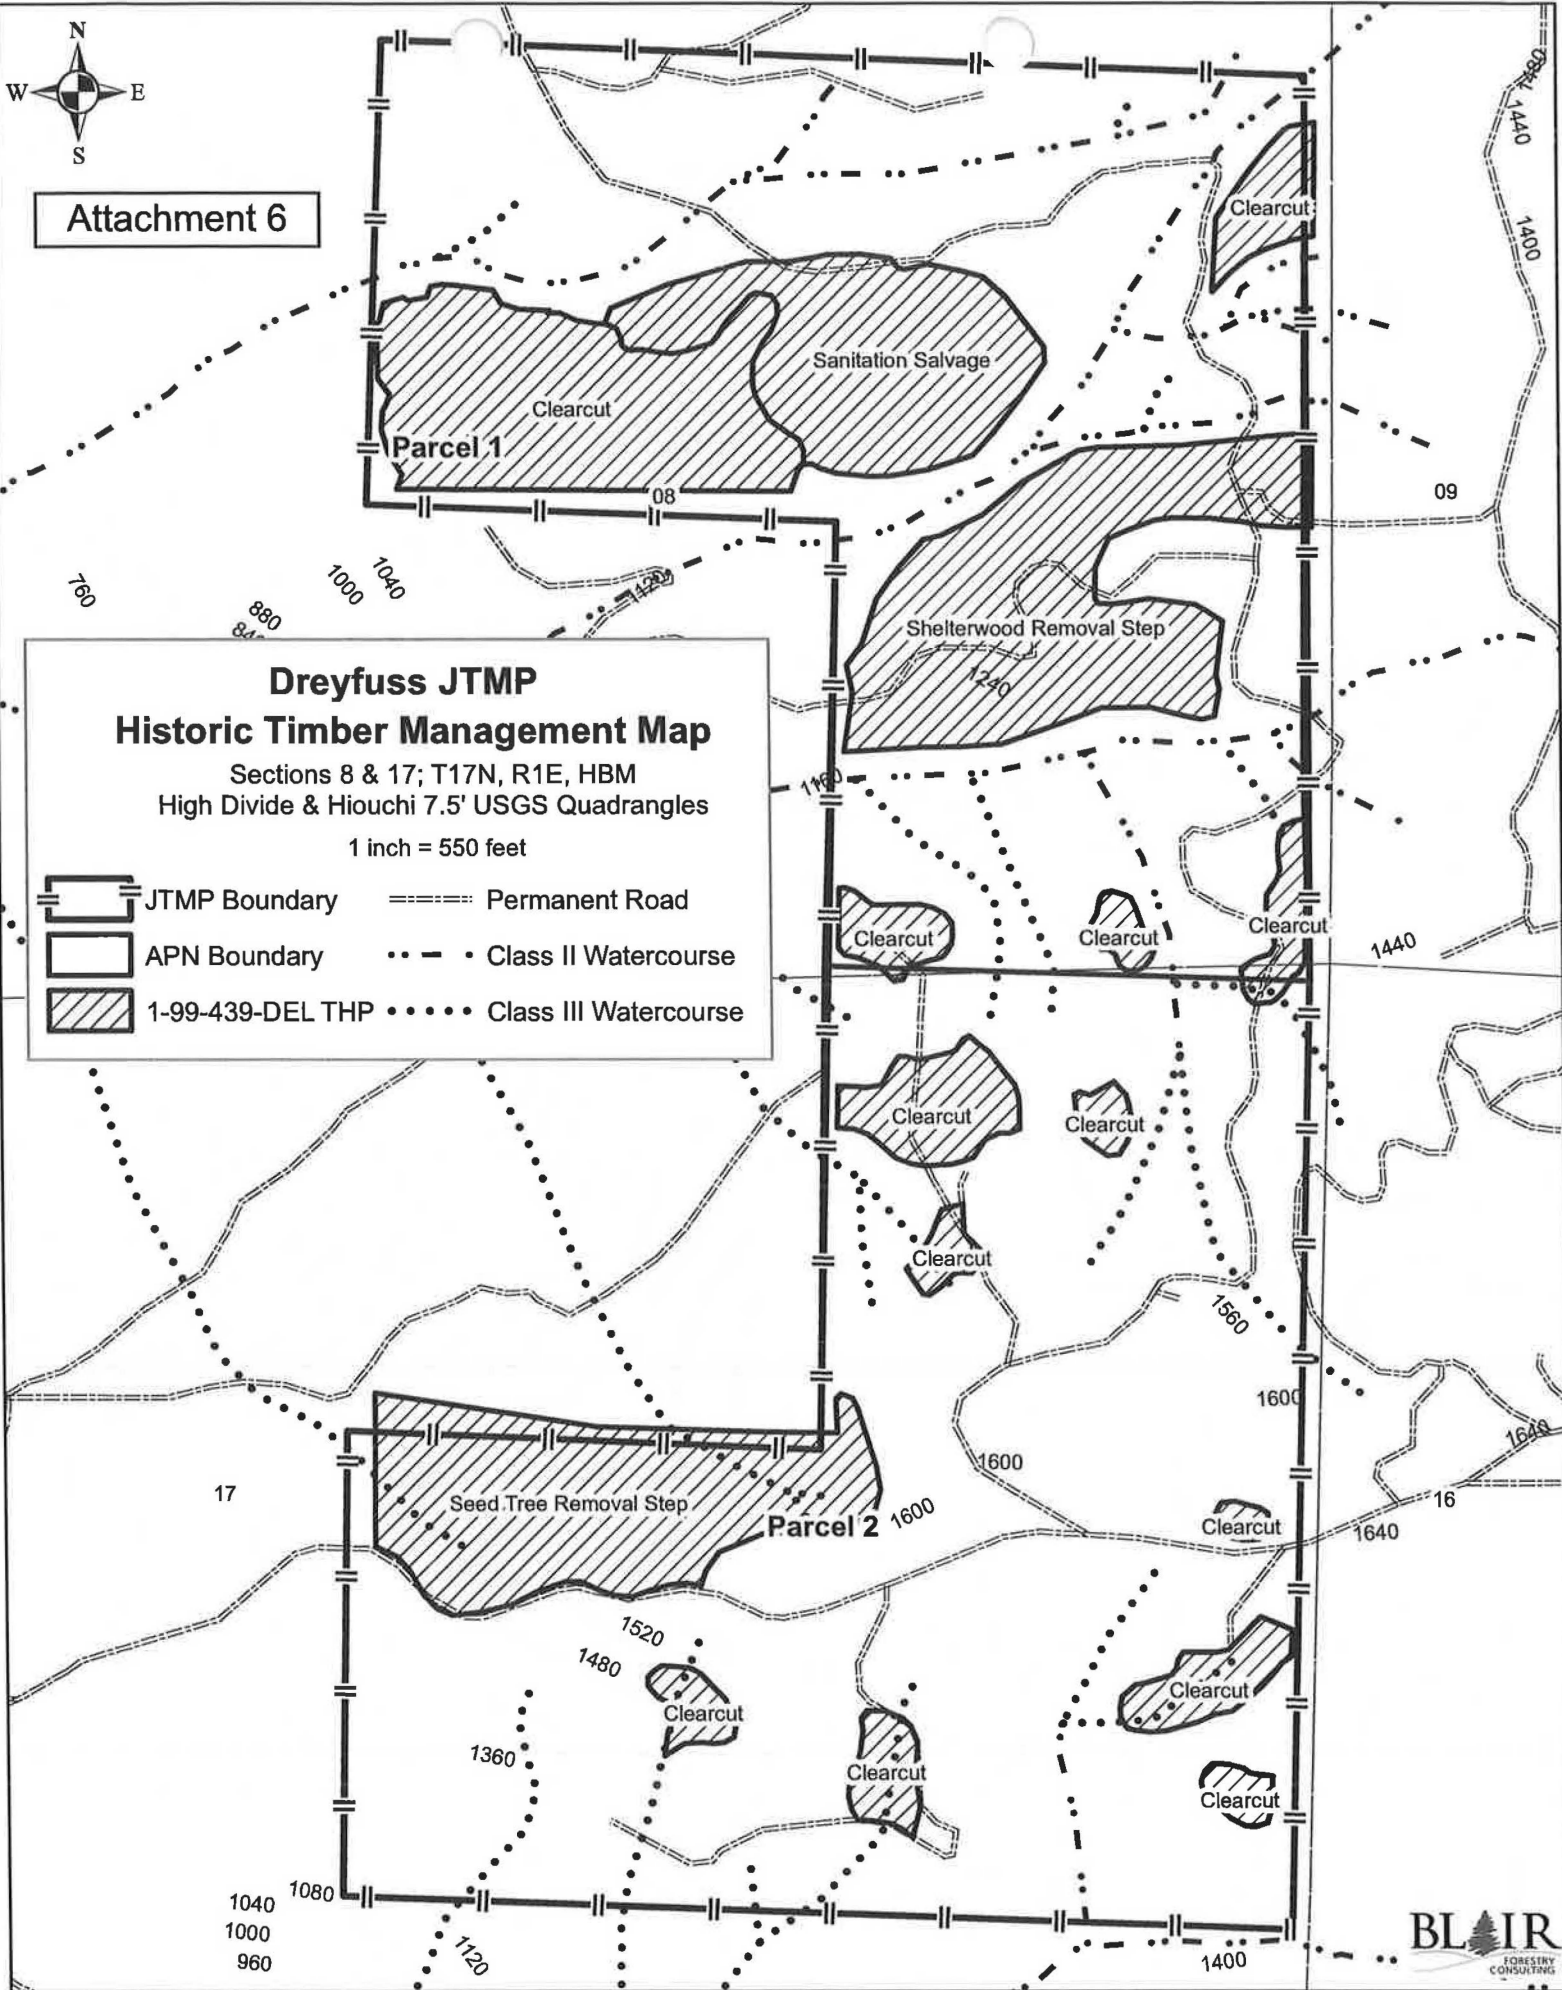 N
W E
S
Attachment 6
1480
1440
1400
Clearcut
Sanitation Salvage
Clearcut
Parcel 1
08
09
760
1000
1040
880
840
1120
Shelterwood Removal Step
1240
Dreyfuss JTMP
Historic Timber Management Map
Sections 8 & 17; T17N, R1E, HBM
High Divide & Hiouchi 7.5' USGS Quadrangles
1 inch = 550 feet
JTMP Boundary
Permanent Road
APN Boundary
Class II Watercourse
1-99-439-DEL THP
Class III Watercourse
1160
Clearcut
Clearcut
Clearcut
1440
Clearcut
Clearcut
Clearcut
1560
1600
1640
1600
17
Seed Tree Removal Step
Parcel 2
1600
16
Clearcut
1640
1520
1480
Clearcut
Clearcut
1360
Clearcut
Clearcut
1080
1040
1000
960
1120
1400
BLAIR
FORESTRY
CONSULTING